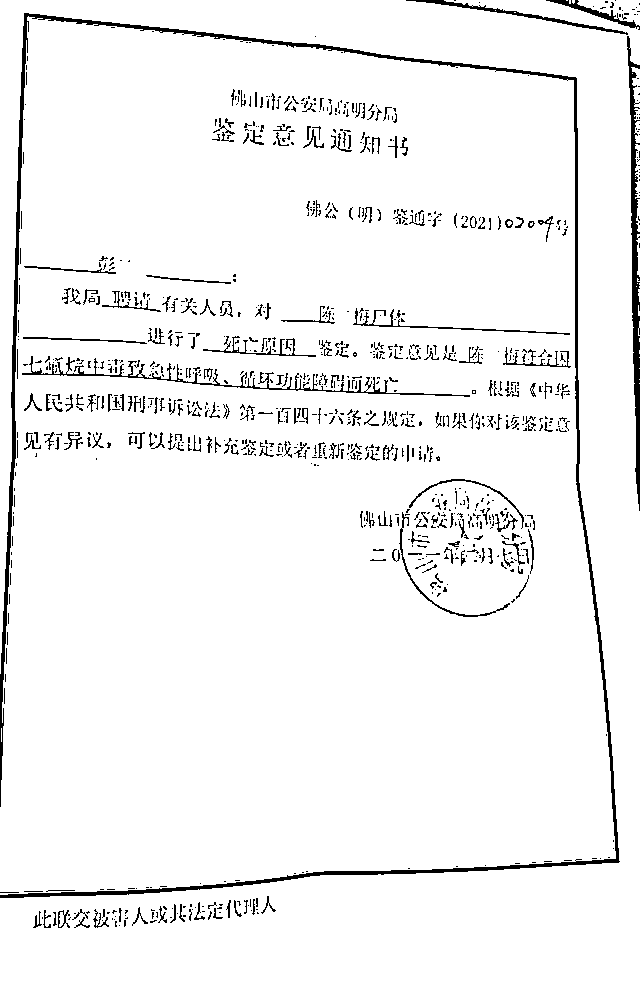 佛山市公安局高明分局
鉴定意见通知书
佛公（明）鉴通字（2021）0204号
彭 ：
我局 聘请 有关人员，对 陈 梅尸体
进行了 死亡原因 鉴定。鉴定意见是 陈 梅符合因
七氟烷中毒致急性呼吸、循环功能障碍而死亡 。根据《中华
人民共和国刑事诉讼法》第一百四十六条之规定，如果你对该鉴定意
见有异议，可以提出补充鉴定或者重新鉴定的申请。
佛山市公安局高明分局
二〇 一年 月 日
此联交被害人或其法定代理人